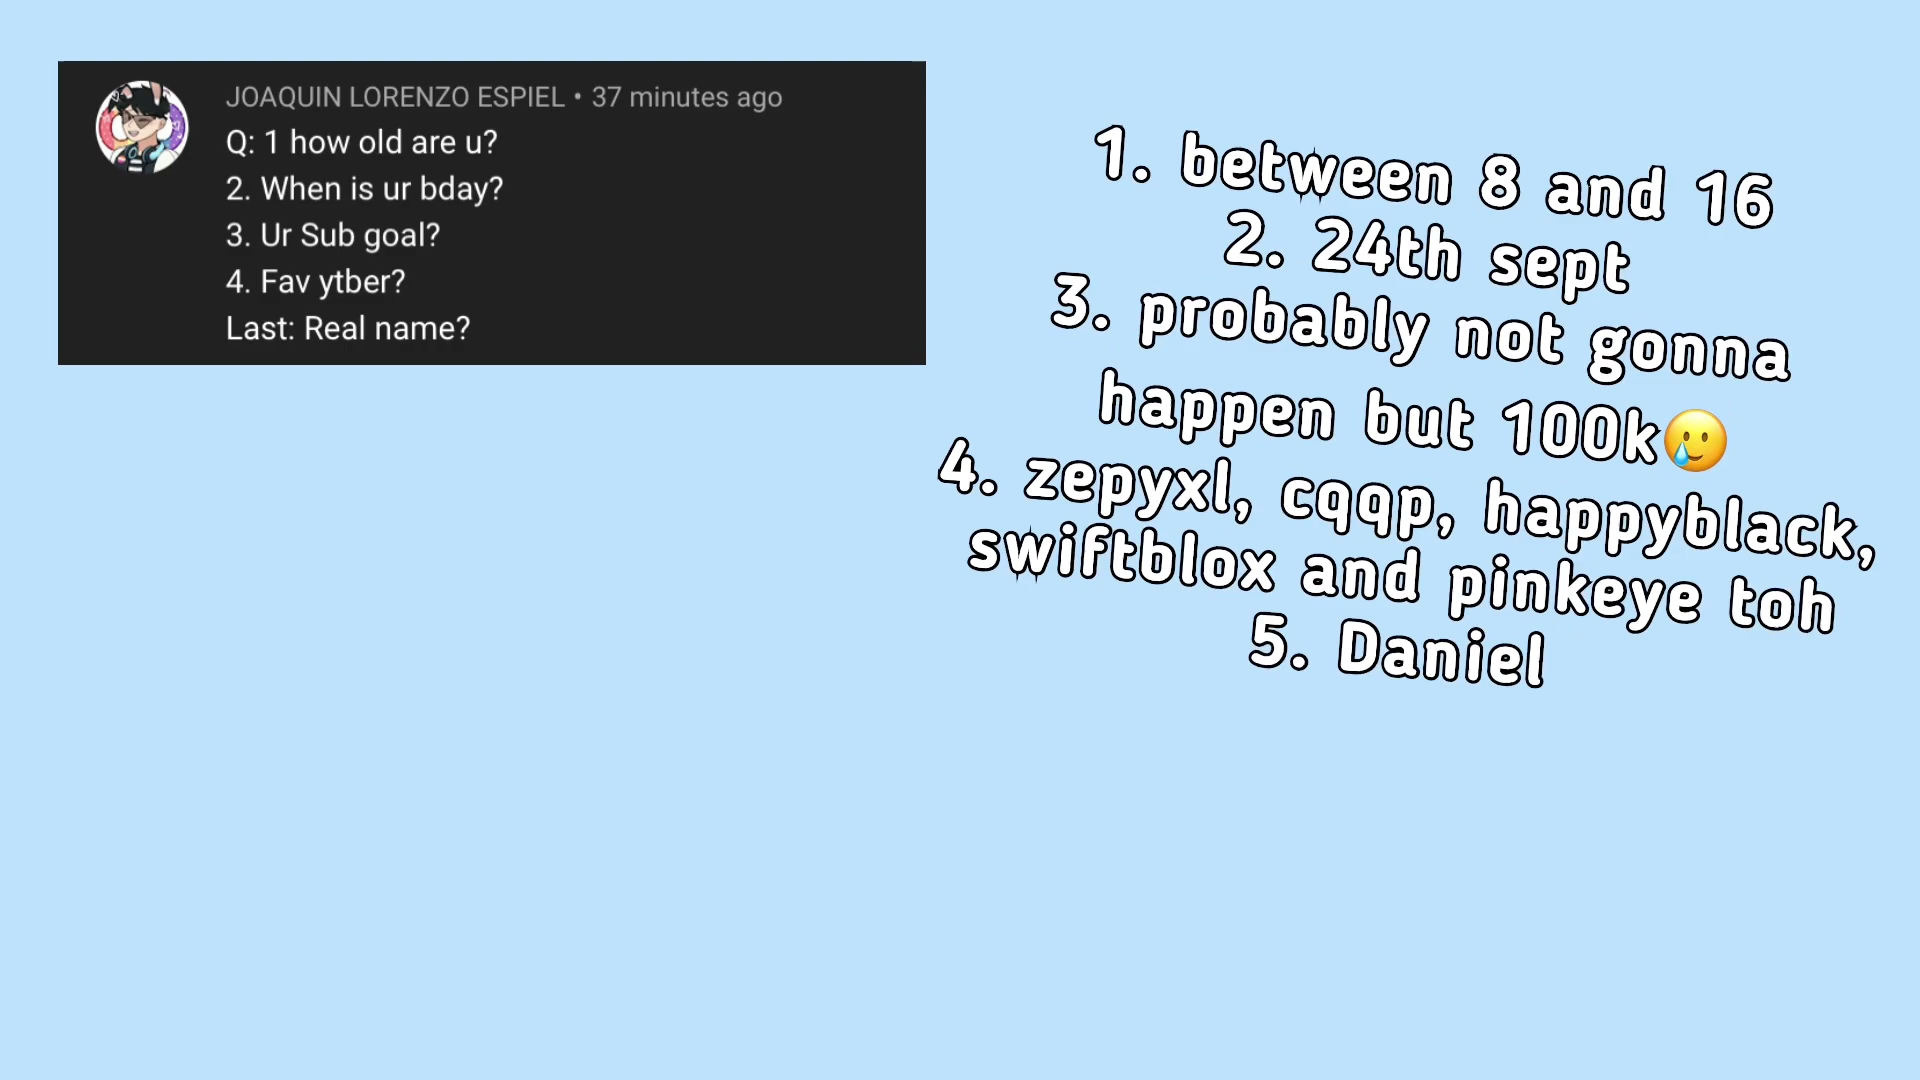 JOAQUIN LORENZO ESPIEL • 37 minutes ago
Q: 1 how old are u?
2. When is ur bday?
3. Ur Sub goal?
4. Fav ytber?
Last: Real name?
1. between 8 and 16
2. 24th sept
3. probably not gonna
happen but 100k🥲
4. zepyxl, cqqp, happyblack,
swiftblox and pinkeye toh
5. Daniel